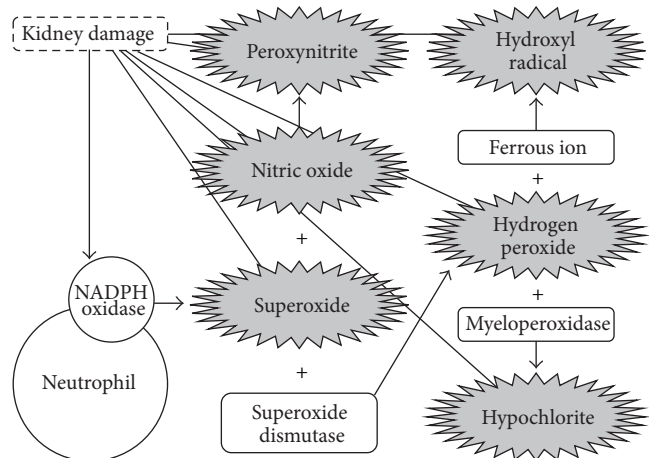 Kidney damage
Peroxynitrite
Hydroxyl
radical
Nitric oxide
Ferrous ion
+
Hydrogen
peroxide
+
+
NADPH
oxidase
Superoxide
Myeloperoxidase
Neutrophil
+
Superoxide
dismutase
Hypochlorite